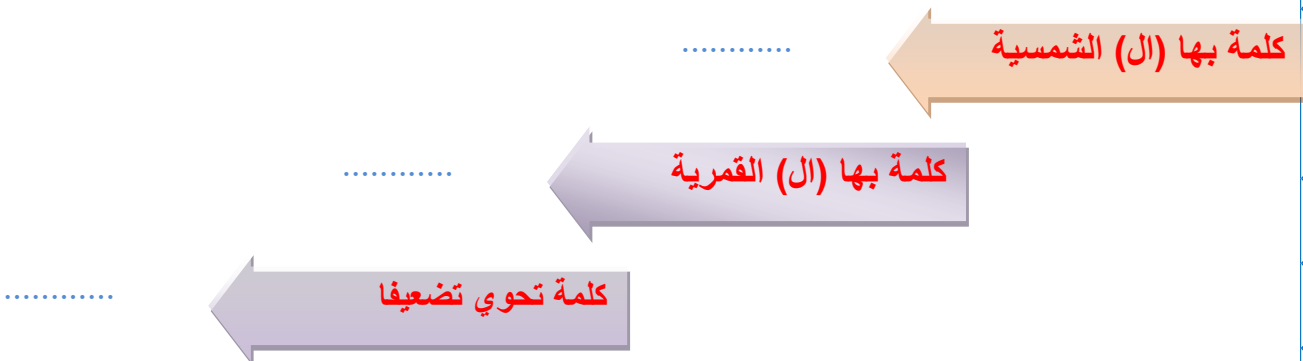 كلمة بها (ال) الشمسية ............
كلمة بها (ال) القمرية ............
كلمة تحوي تضعيفا ............